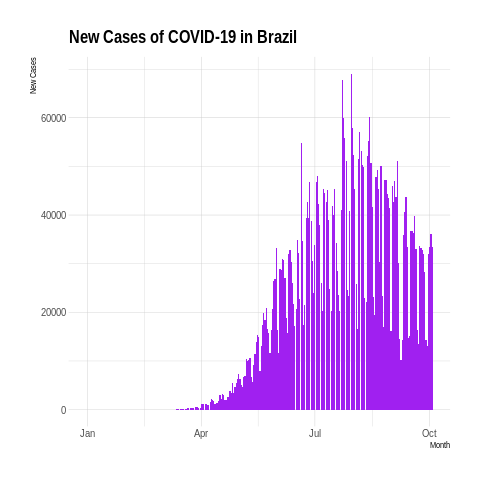 New Cases of COVID-19 in Brazil
New Cases
60000
40000
20000
0
Jan Apr Jul Oct
Month